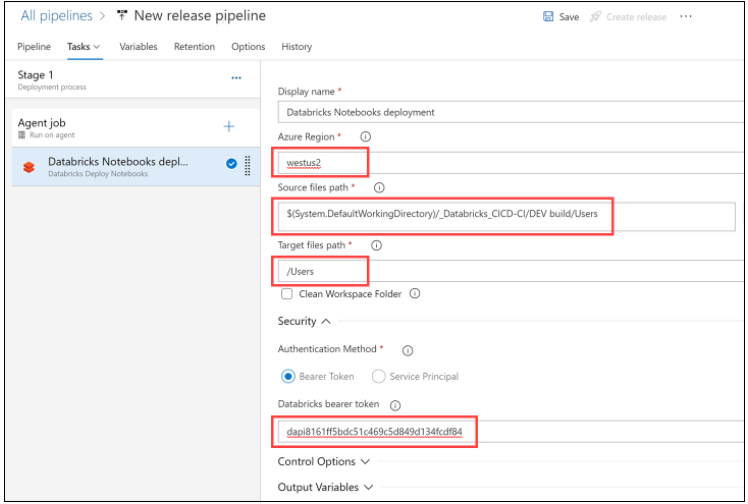 All pipelines > New release pipeline
Save Create release ...
Pipeline Tasks Variables Retention Options History
Stage 1
Deployment process
...
Agent job
Run on agent
+
Databricks Notebooks depl...
Databricks Deploy Notebooks
Display name *
Databricks Notebooks deployment
Azure Region *
westus2
Source files path *
$(System.DefaultWorkingDirectory)/_Databricks_CICD-CI/DEV build/Users
Target files path *
/Users
Clean Workspace Folder
Security
Authentication Method *
Bearer Token Service Principal
Databricks bearer token
dapi8161ff5bdc51c469c5d849d134fcdf84
Control Options
Output Variables